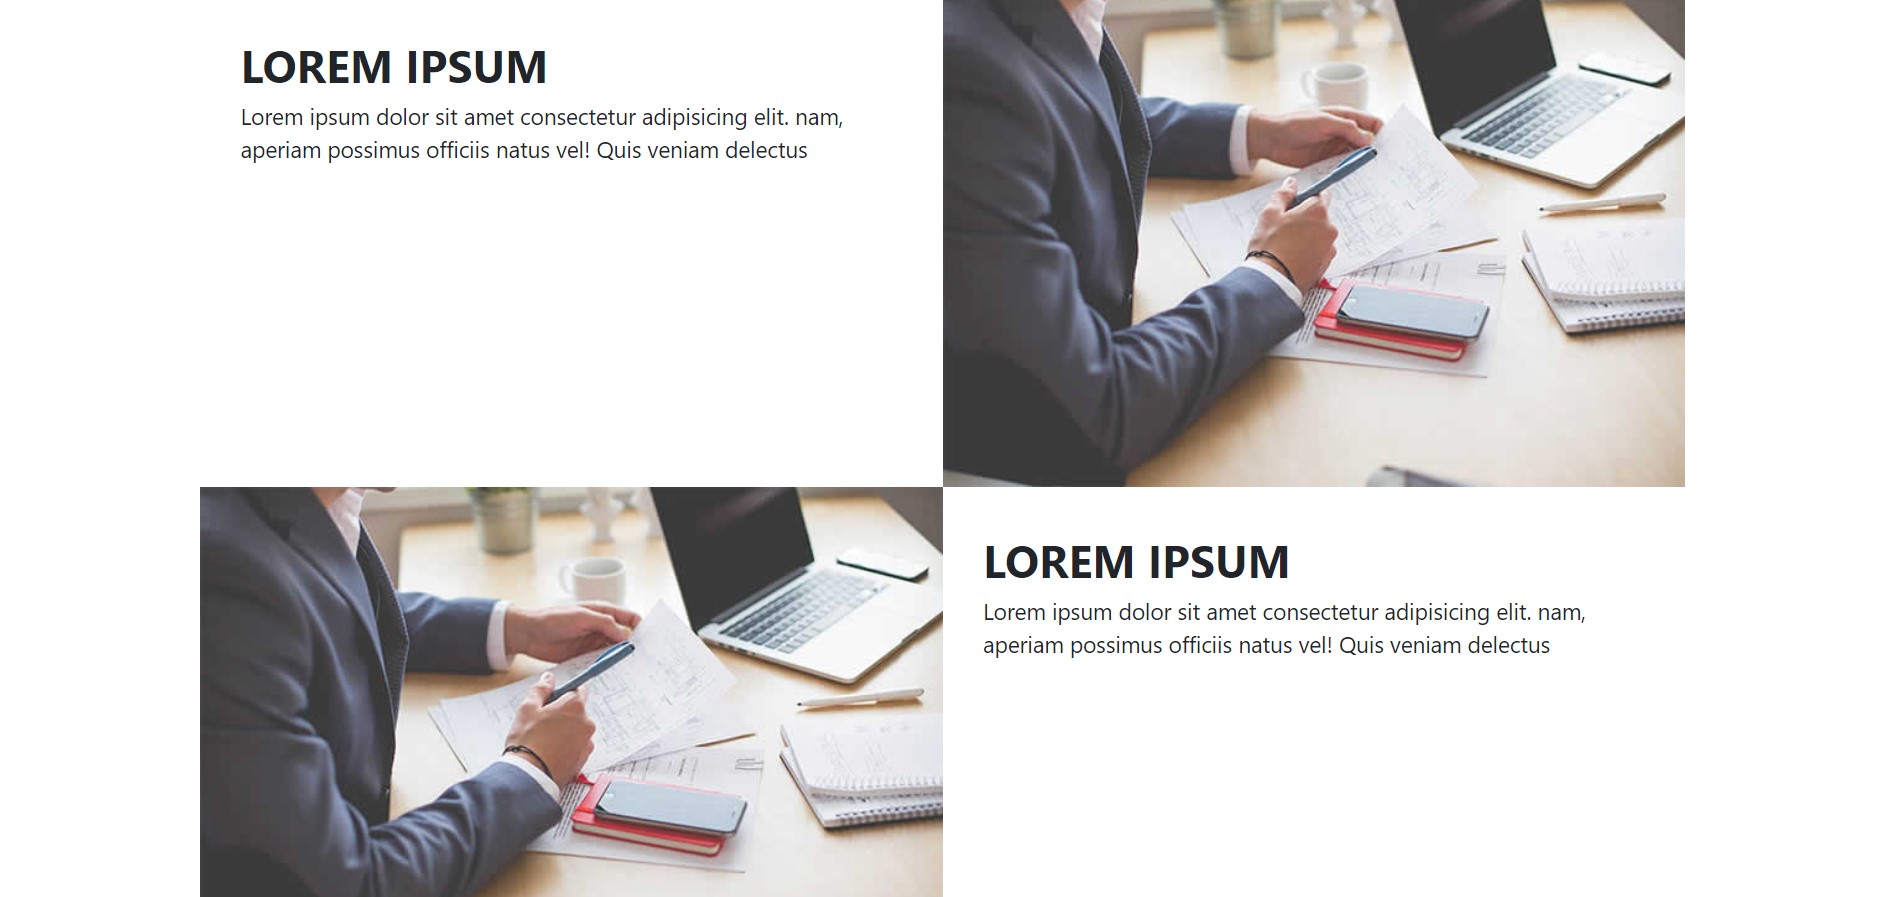 LOREM IPSUM
Lorem ipsum dolor sit amet consectetur adipisicing elit. nam,
aperiam possimus officiis natus vel! Quis veniam delectus
LOREM IPSUM
Lorem ipsum dolor sit amet consectetur adipisicing elit. nam,
aperiam possimus officiis natus vel! Quis veniam delectus